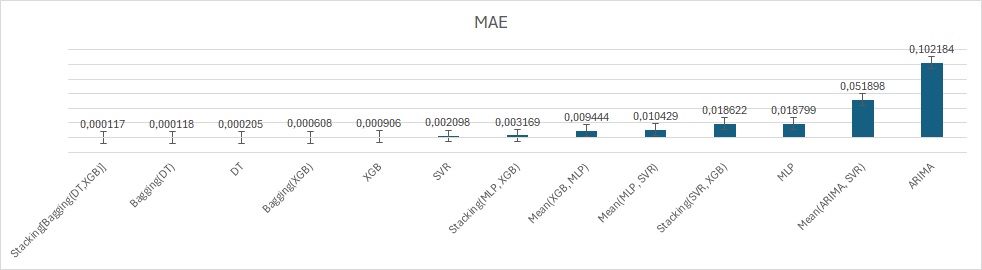 MAE
0,000117
0,000118
0,000205
0,000608
0,000906
0,002098
0,003169
0,009444
0,010429
0,018622
0,018799
0,051898
0,102184
Stacking[Bagging(DT,XGB)]
Bagging(DT)
DT
Bagging(XGB)
XGB
SVR
Stacking(MLP, XGB)
Mean(XGB, MLP)
Mean(MLP, SVR)
Stacking(SVR, XGB)
MLP
Mean(ARIMA, SVR)
ARIMA